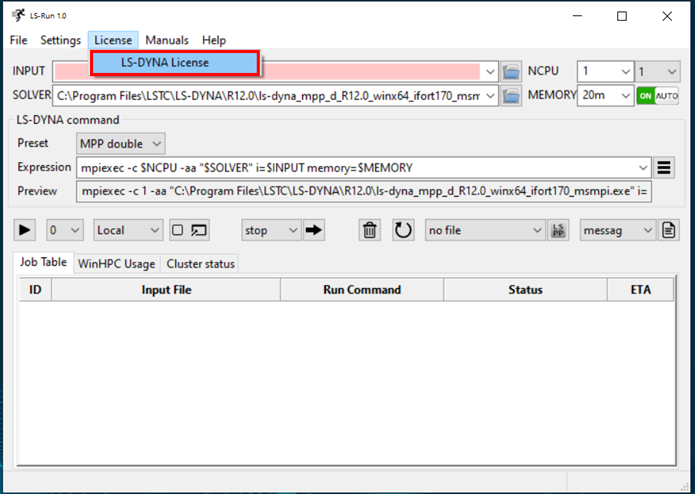 LS-Run 1.0
File Settings License Manuals Help
LS-DYNA License
INPUT NCPU 1 1
SOLVER C:\Program Files\LSTC\LS-DYNA\R12.0\ls-dyna_mpp_d_R12.0_winx64_ifort170_msm MEMORY 20m ON AUTO
LS-DYNA command
Preset MPP double
Expression mpiexec -c $NCPU -aa "$SOLVER" i=$INPUT memory=$MEMORY
Preview mpiexec -c 1 -aa "C:\Program Files\LSTC\LS-DYNA\R12.0\ls-dyna_mpp_d_R12.0_winx64_ifort170_msmpi.exe" i=
0 Local stop no file LS PP messag
Job Table WinHPC Usage Cluster status
ID Input File Run Command Status ETA